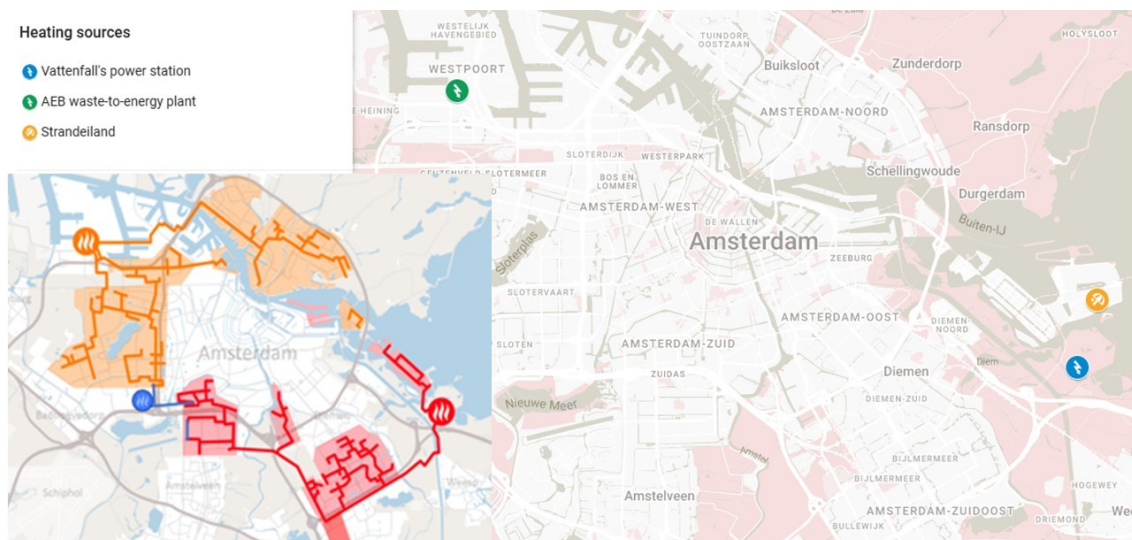 Heating sources
Vattenfall's power station
AEB waste-to-energy plant
Strandeiland
WESTELIJK
HAVENGEBIED
WESTPOORT
TUINDORP,
OOSTZAAN
Buiksloot
Zunderdorp
HOLYSLOOT
Ransdorp
AMSTERDAM-NOORD
SLOTERDIJK
WESTERPARK
Schellingwoude
Durgerdam
BOS EN
LOMMER
AMSTERDAM-WEST
DE WALLEN
Buiten-IJ
Sloterplas
Amsterdam
ZEEBURG
SLOTERVAART
SLOTEN
AMSTERDAM-OOST
DIEMEN-
NOORD
AMSTERDAM-ZUID
ZUIDAS
Diem
Diemen
DIEMEN-ZUID
Nieuwe Meer
Amstel
BIJLMERMEER
BIJLMERMEER
Amstelveen
AMSTERDAM-ZUIDOOST
HOGEWEY
DRIEMOND
BULLEWIJK
Amsterdam
Schiphol
Amstelveen